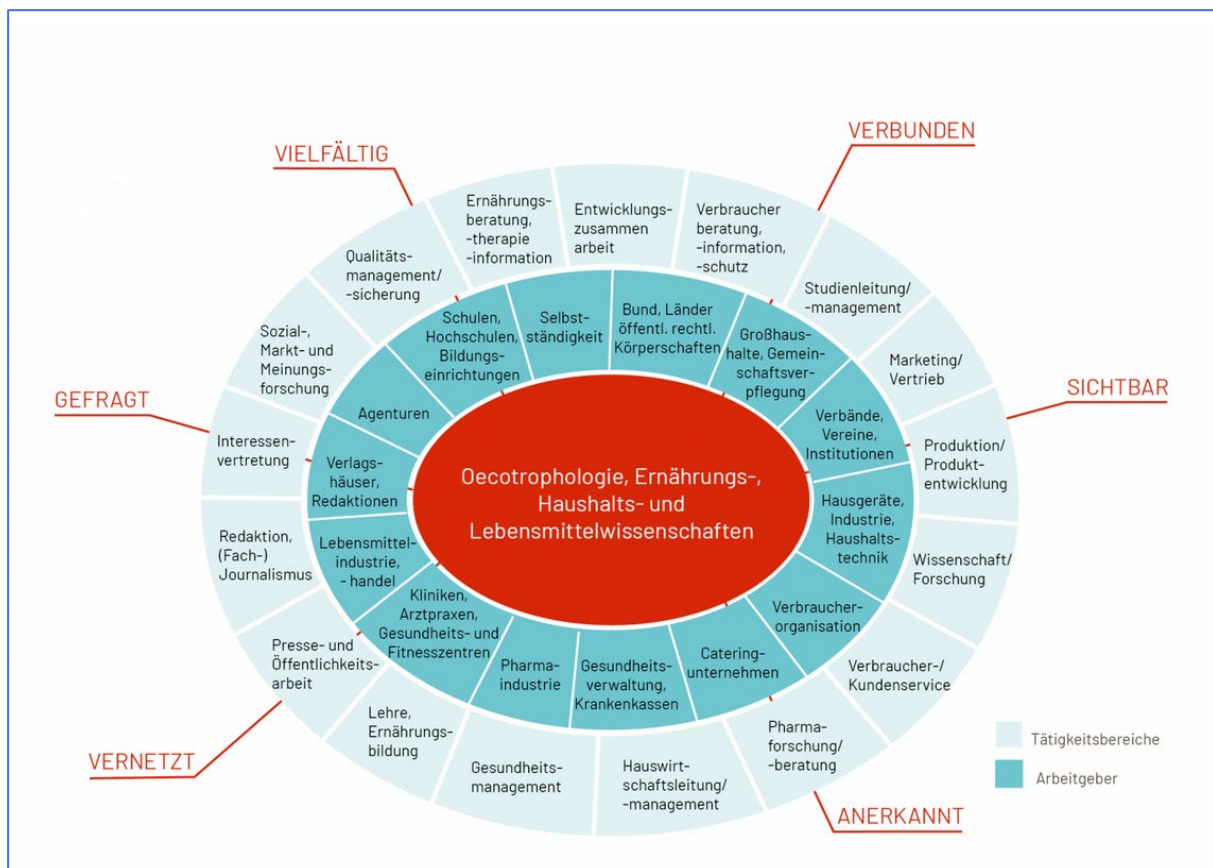 VERBUNDEN
VIELFÄLTIG
Ernährungs-
beratung,
-therapie
-information
Entwicklungs-
zusammen
arbeit
Verbraucher
beratung,
-information,
-schutz
Studienleitung/
-management
Marketing/
Vertrieb
SICHTBAR
Produktion/
Produkt-
entwicklung
Wissenschaft/
Forschung
Verbraucher-/
Kundenservice
Pharma-
forschung/
-beratung
ANERKANNT
Hauswirt-
schaftsleitung/
-management
Gesundheits-
management
Lehre,
Ernährungs-
bildung
Presse- und
Öffentlichkeits-
arbeit
VERNETZT
Redaktion,
(Fach-)
Journalismus
Interessen-
vertretung
GEFRAGT
Sozial-,
Markt- und
Meinungs-
forschung
Qualitäts-
management/
-sicherung
Schulen,
Hochschulen,
Bildungs-
einrichtungen
Selbst-
ständigkeit
Bund, Länder
öffentl. rechtl.
Körperschaften
Großhaus-
halte, Gemein-
schaftsver-
pflegung
Verbände,
Vereine,
Institutionen
Hausgeräte,
Industrie,
Haushalts-
technik
Verbraucher-
organisation
Catering-
unternehmen
Gesundheits-
verwaltung,
Krankenkassen
Pharma-
industrie
Kliniken,
Arztpraxen,
Gesundheits- und
Fitnesszentren
Lebensmittel-
industrie,
- handel
Verlags-
häuser,
Redaktionen
Agenturen
Oecotrophologie, Ernährungs-,
Haushalts- und
Lebensmittelwissenschaften
Tätigkeitsbereiche
Arbeitgeber